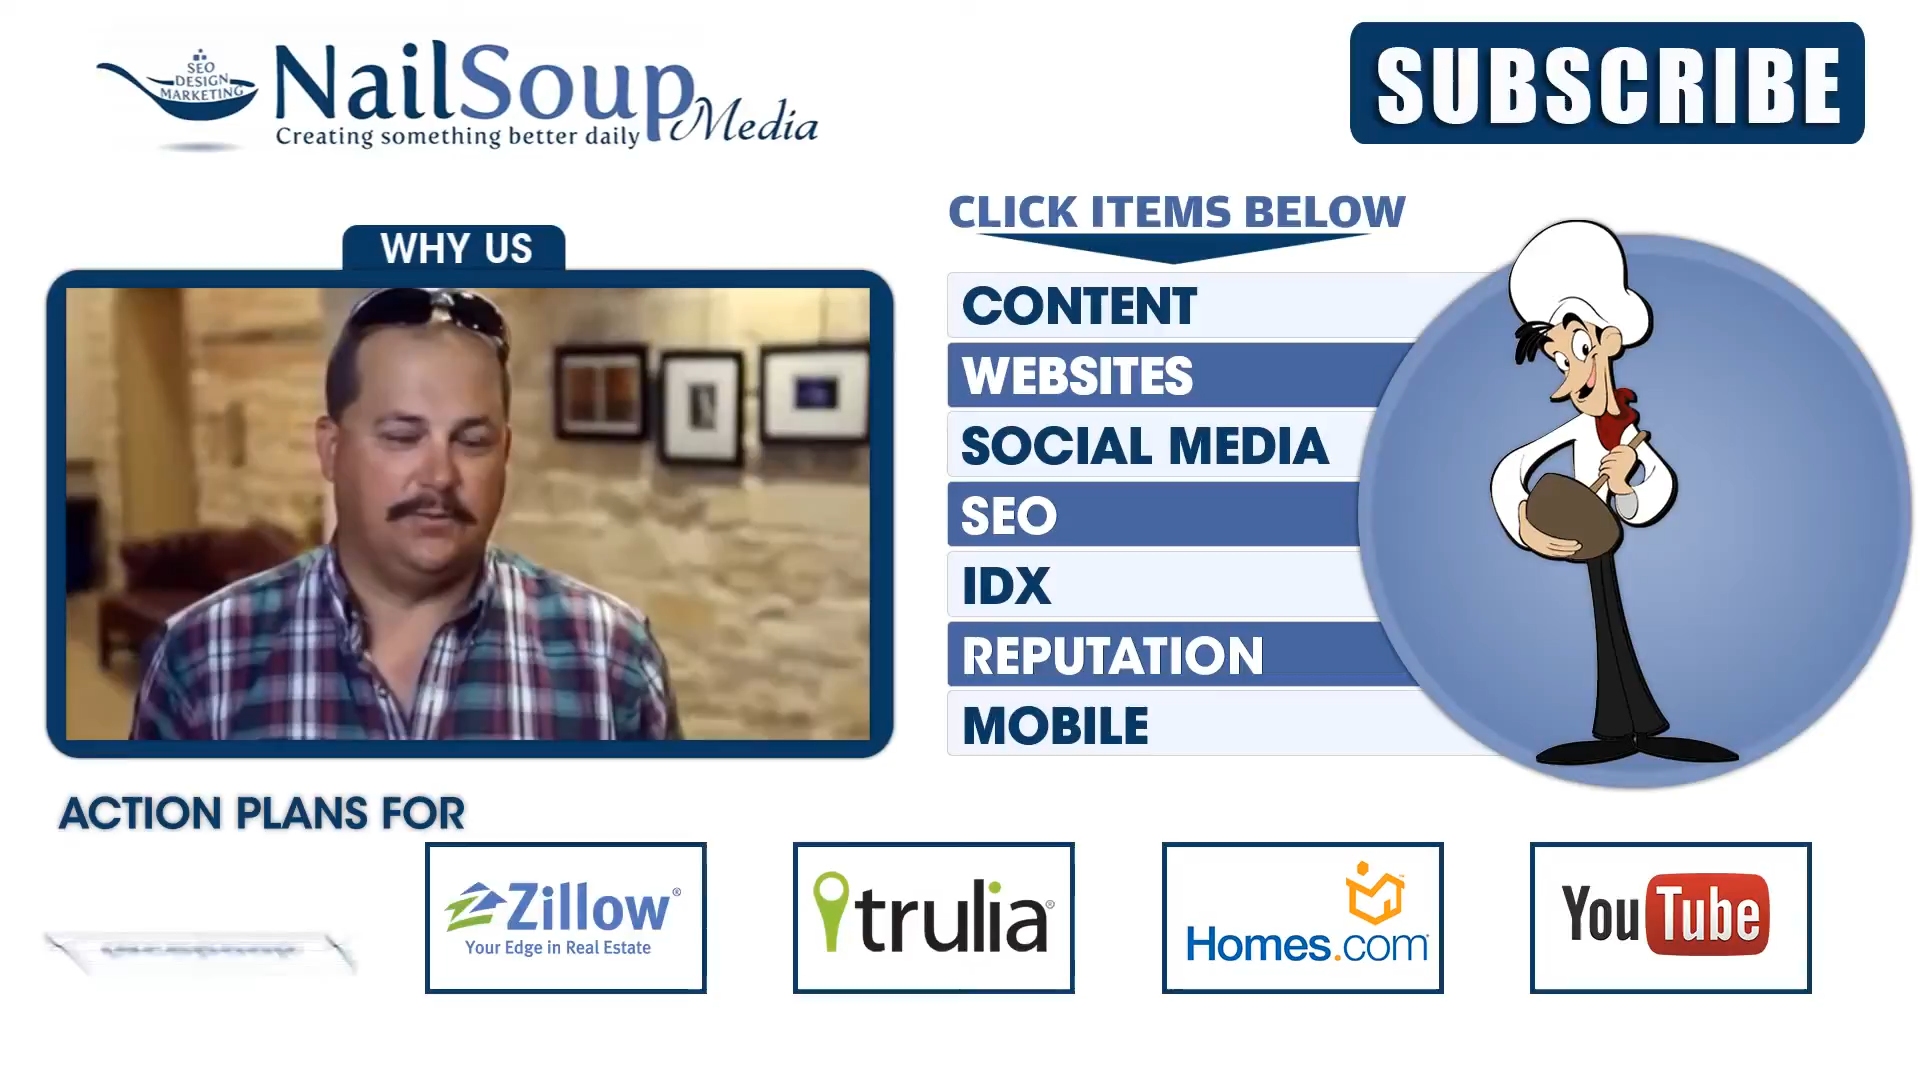 SEO
DESIGN
MARKETING
NailSoup Media
Creating something better daily
SUBSCRIBE
WHY US
CLICK ITEMS BELOW
CONTENT
WEBSITES
SOCIAL MEDIA
SEO
IDX
REPUTATION
MOBILE
ACTION PLANS FOR
Zillow®
Your Edge in Real Estate
trulia®
Homes.com
YouTube